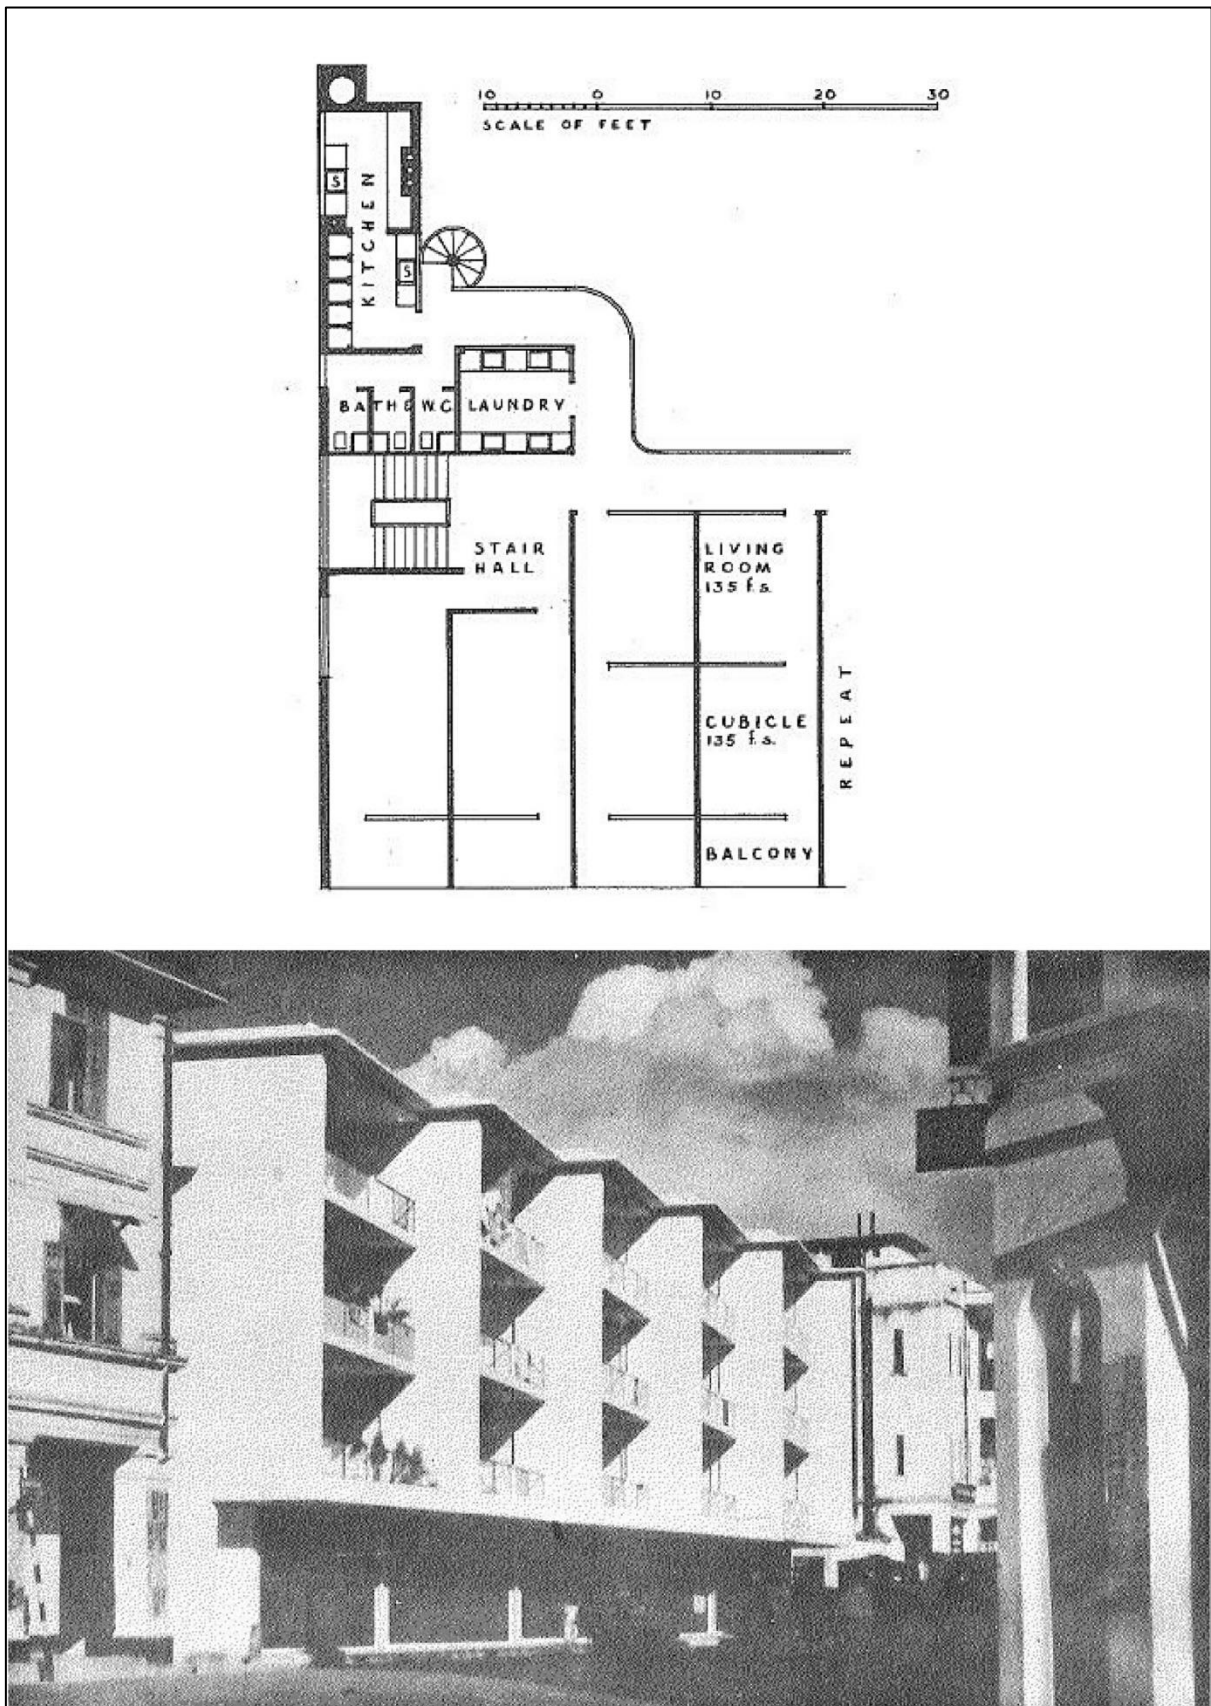 10 0 10 20 30
SCALE OF FEET
S
KITCHEN
S
BATH & W.C. LAUNDRY
STAIR
HALL
LIVING
ROOM
135 f.s.
CUBICLE
135 f.s.
REPEAT
BALCONY